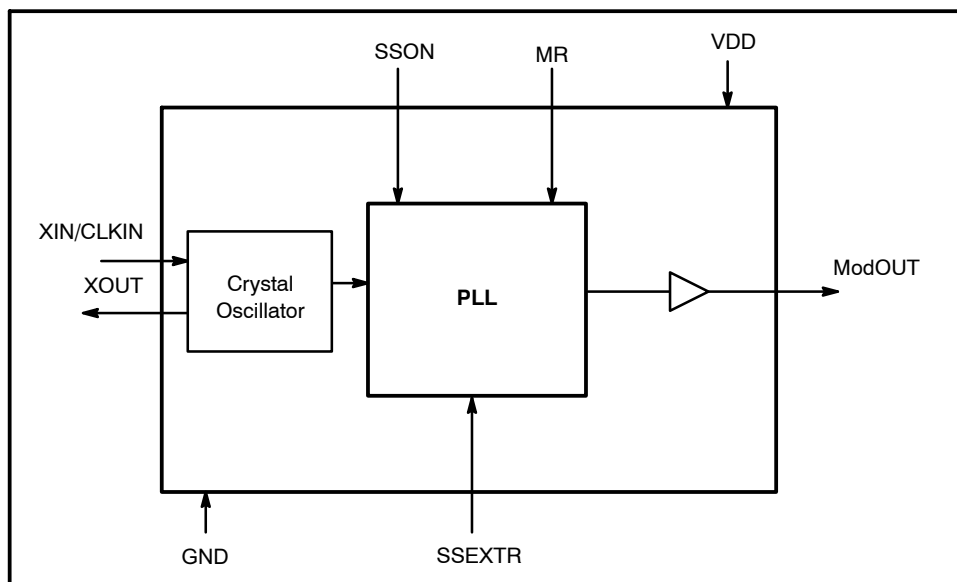 SSON
MR
VDD
XIN/CLKIN
XOUT
Crystal
Oscillator
PLL
ModOUT
GND
SSEXTR